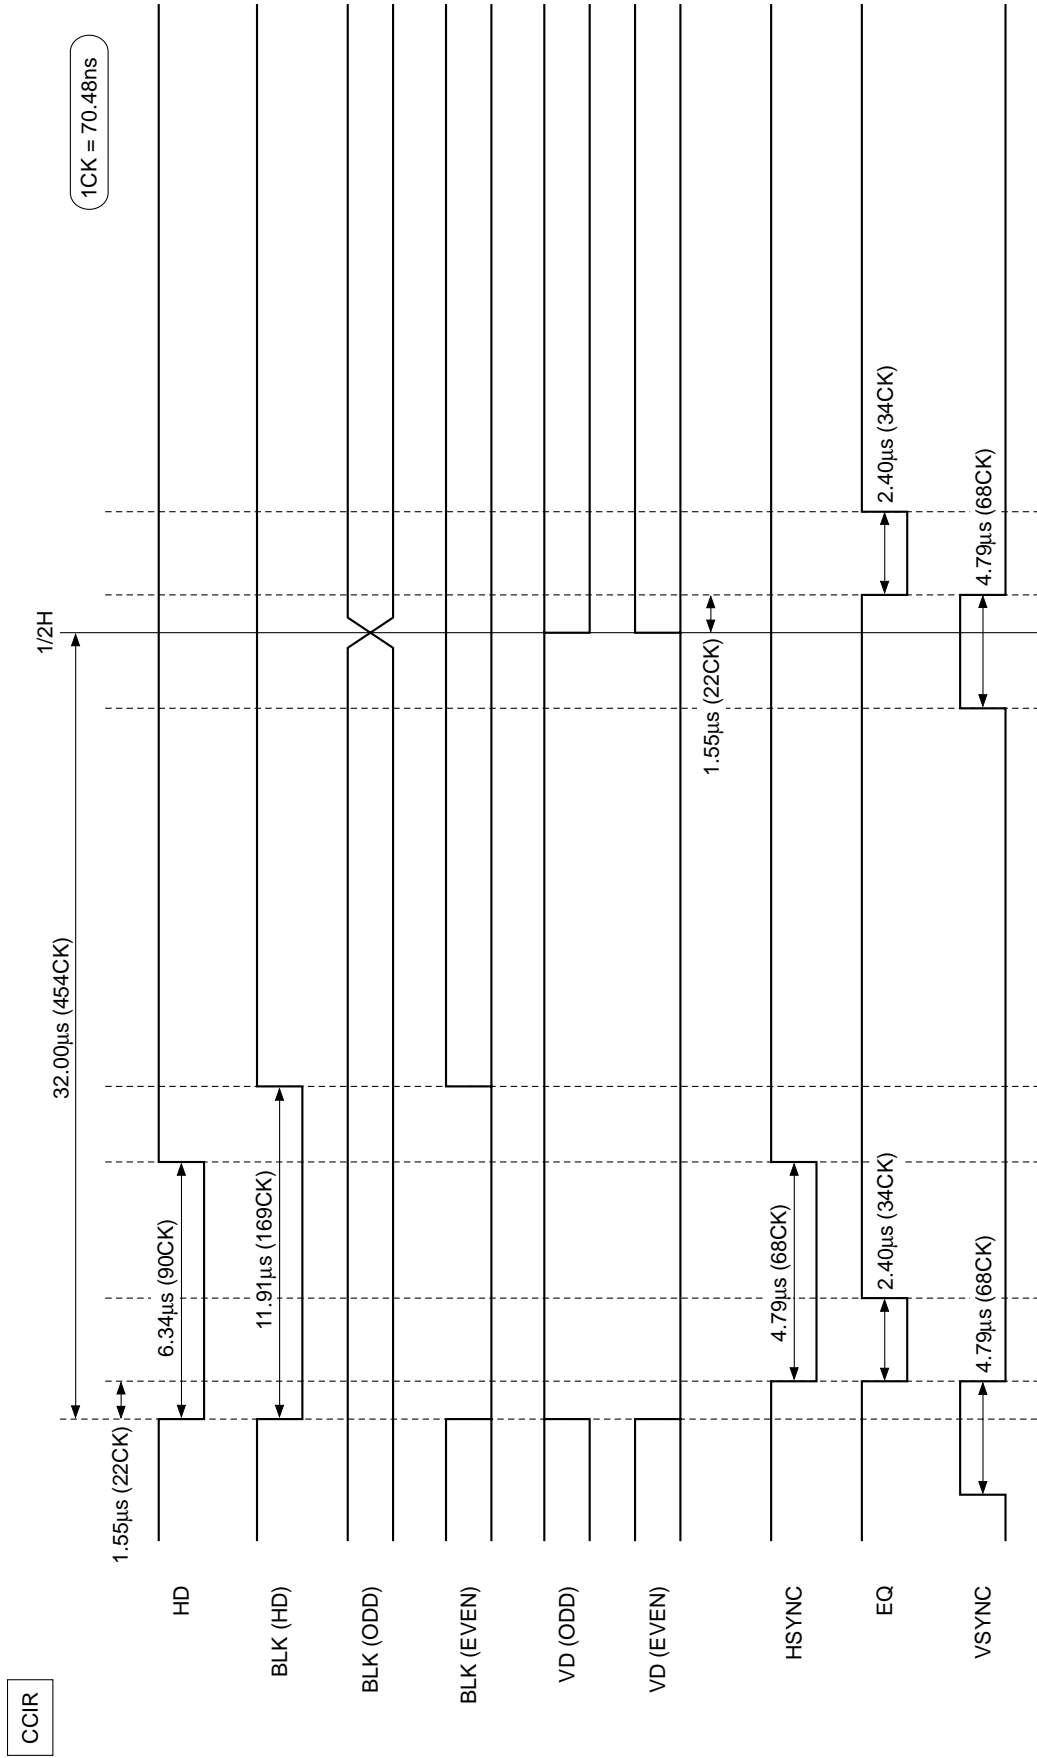 CCIR
1CK = 70.48ns
1/2H
32.00µs (454CK)
1.55µs (22CK)
HD
6.34µs (90CK)
BLK (HD)
11.91µs (169CK)
BLK (ODD)
BLK (EVEN)
VD (ODD)
VD (EVEN)
1.55µs (22CK)
HSYNC
4.79µs (68CK)
EQ
2.40µs (34CK)
2.40µs (34CK)
VSYNC
4.79µs (68CK)
4.79µs (68CK)